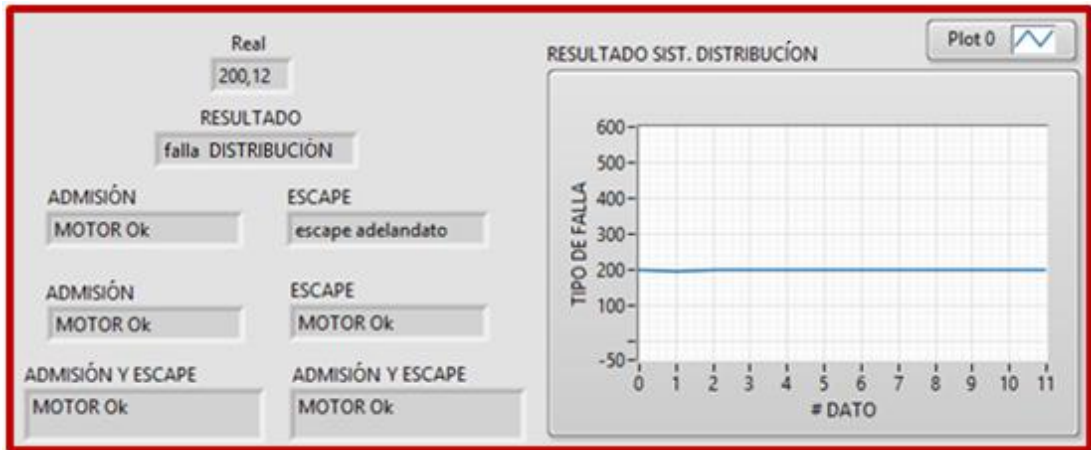 Real
200,12
RESULTADO
falla DISTRIBUCIÓN
ADMISIÓN
MOTOR Ok
ESCAPE
escape adelandato
ADMISIÓN
MOTOR Ok
ESCAPE
MOTOR Ok
ADMISIÓN Y ESCAPE
MOTOR Ok
ADMISIÓN Y ESCAPE
MOTOR Ok
RESULTADO SIST. DISTRIBUCÍON
Plot 0
TIPO DE FALLA
600
500
400
300
200
100
-50
0 1 2 3 4 5 6 7 8 9 10 11
# DATO